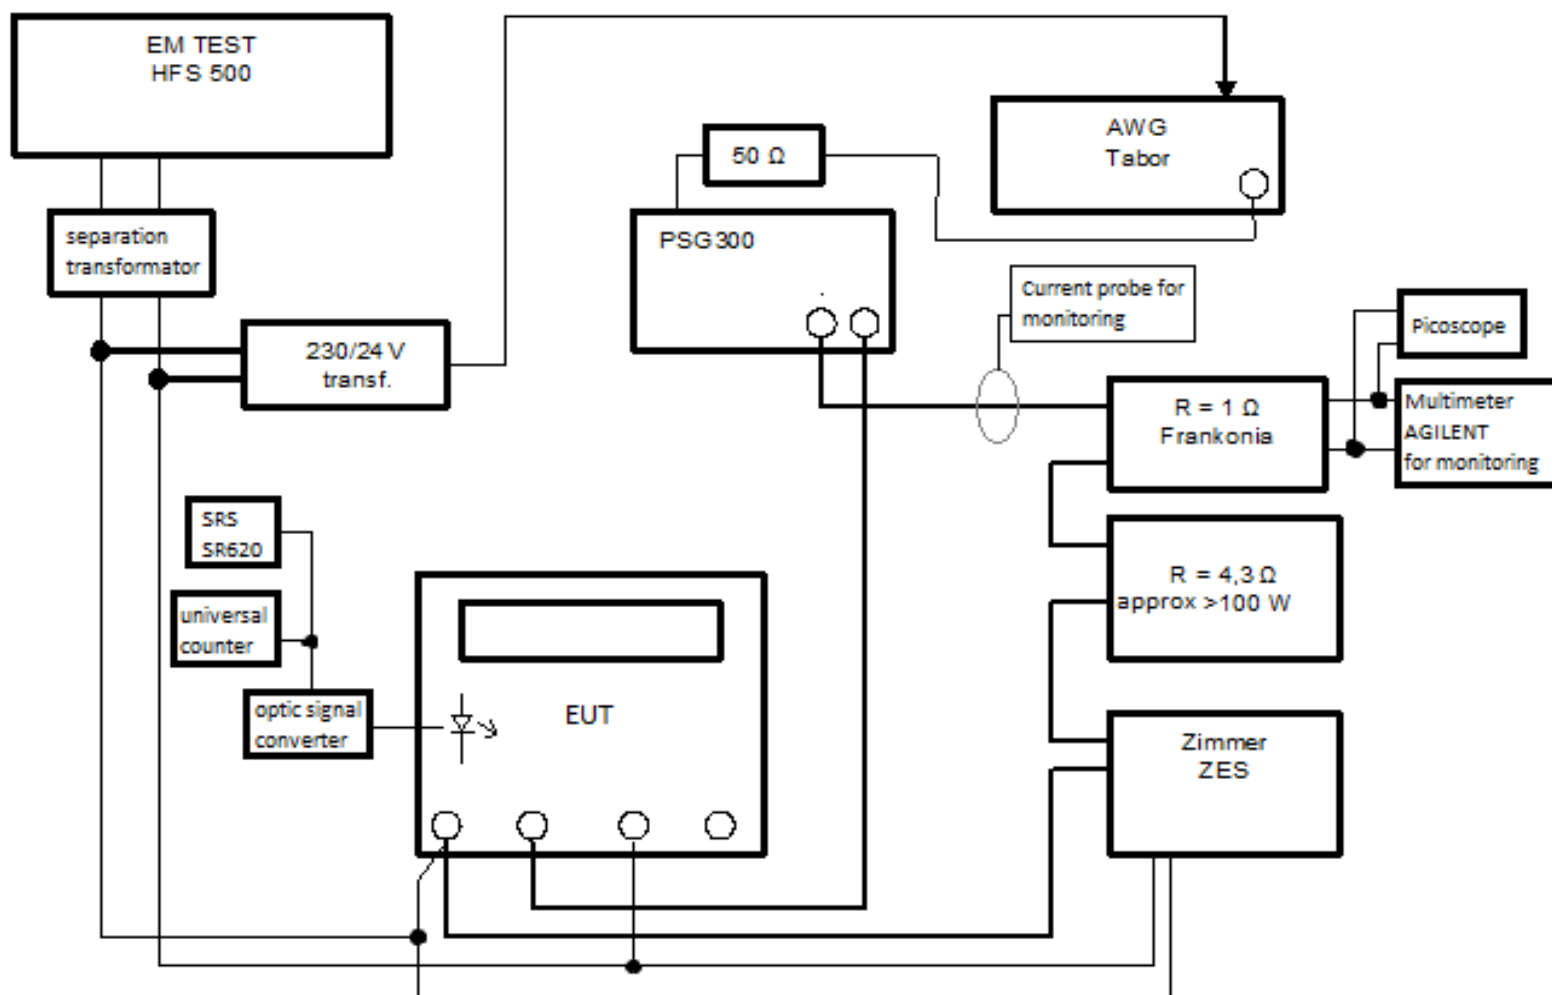 EM TEST
HFS 500
AWG
Tabor
50 Ω
separation
transformator
PSG300
Current probe for
monitoring
Picoscope
230/24 V
transf.
R = 1 Ω
Frankonia
Multimeter
AGILENT
for monitoring
SRS
SR620
R = 4,3 Ω
approx >100 W
universal
counter
optic signal
converter
EUT
Zimmer
ZES